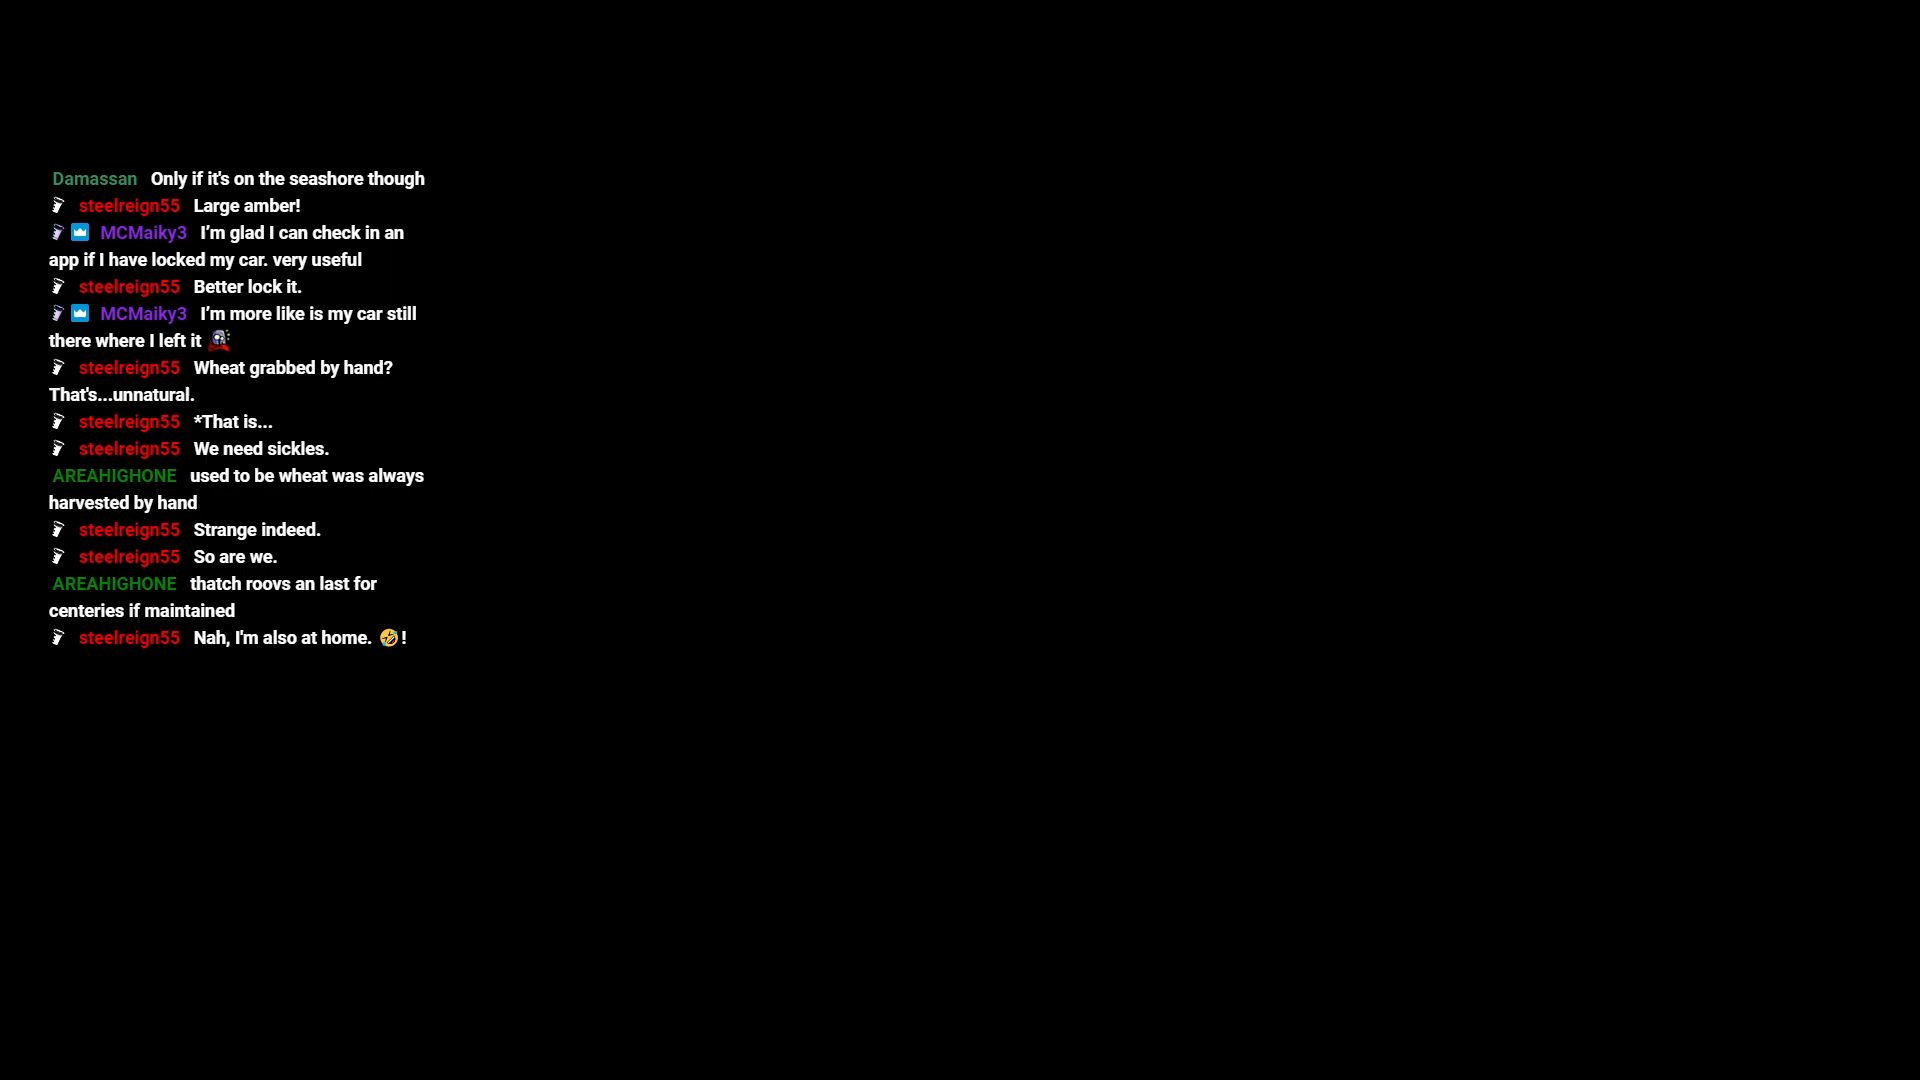 Damassan Only if it's on the seashore though
steelreign55 Large amber!
MCMaiky3 I’m glad I can check in an
app if I have locked my car. very useful
steelreign55 Better lock it.
MCMaiky3 I’m more like is my car still
there where I left it
steelreign55 Wheat grabbed by hand?
That's...unnatural.
steelreign55 *That is...
steelreign55 We need sickles.
AREAHIGHONE used to be wheat was always
harvested by hand
steelreign55 Strange indeed.
steelreign55 So are we.
AREAHIGHONE thatch roovs an last for
centeries if maintained
steelreign55 Nah, I'm also at home. 🤣!